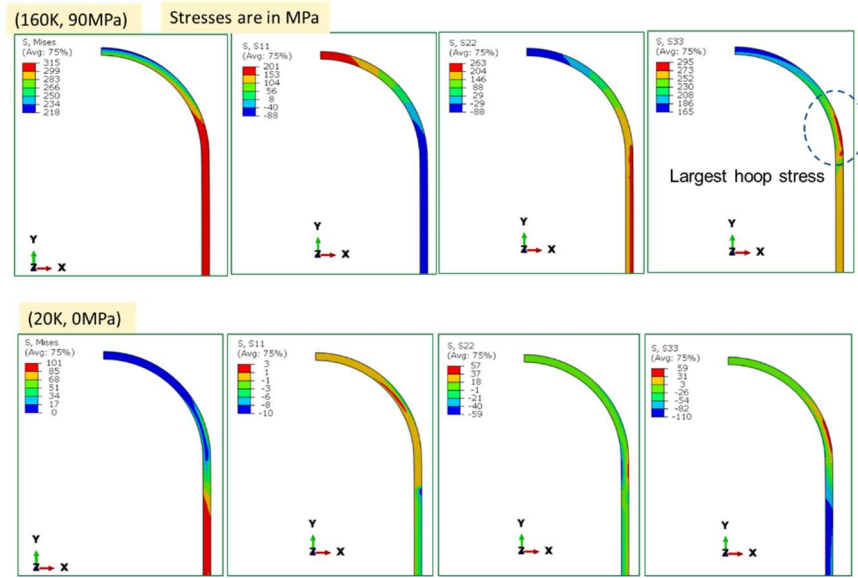 (160K, 90MPa)
Stresses are in MPa
S, Mises
(Avg: 75%)
315
299
283
266
250
234
218
Y
Z
X
S, S11
(Avg: 75%)
201
153
104
56
8
-40
-88
Y
Z
X
S, S22
(Avg: 75%)
263
204
146
88
29
-29
-88
Y
Z
X
S, S33
(Avg: 75%)
295
273
252
230
208
186
165
Largest hoop stress
Y
Z
X
(20K, 0MPa)
S, Mises
(Avg: 75%)
101
85
68
51
34
17
0
Y
Z
X
S, S11
(Avg: 75%)
3
1
-1
-3
-6
-8
-10
Y
Z
X
S, S22
(Avg: 75%)
57
37
18
-1
-21
-40
-59
Y
Z
X
S, S33
(Avg: 75%)
59
31
3
-26
-54
-82
-110
Y
Z
X